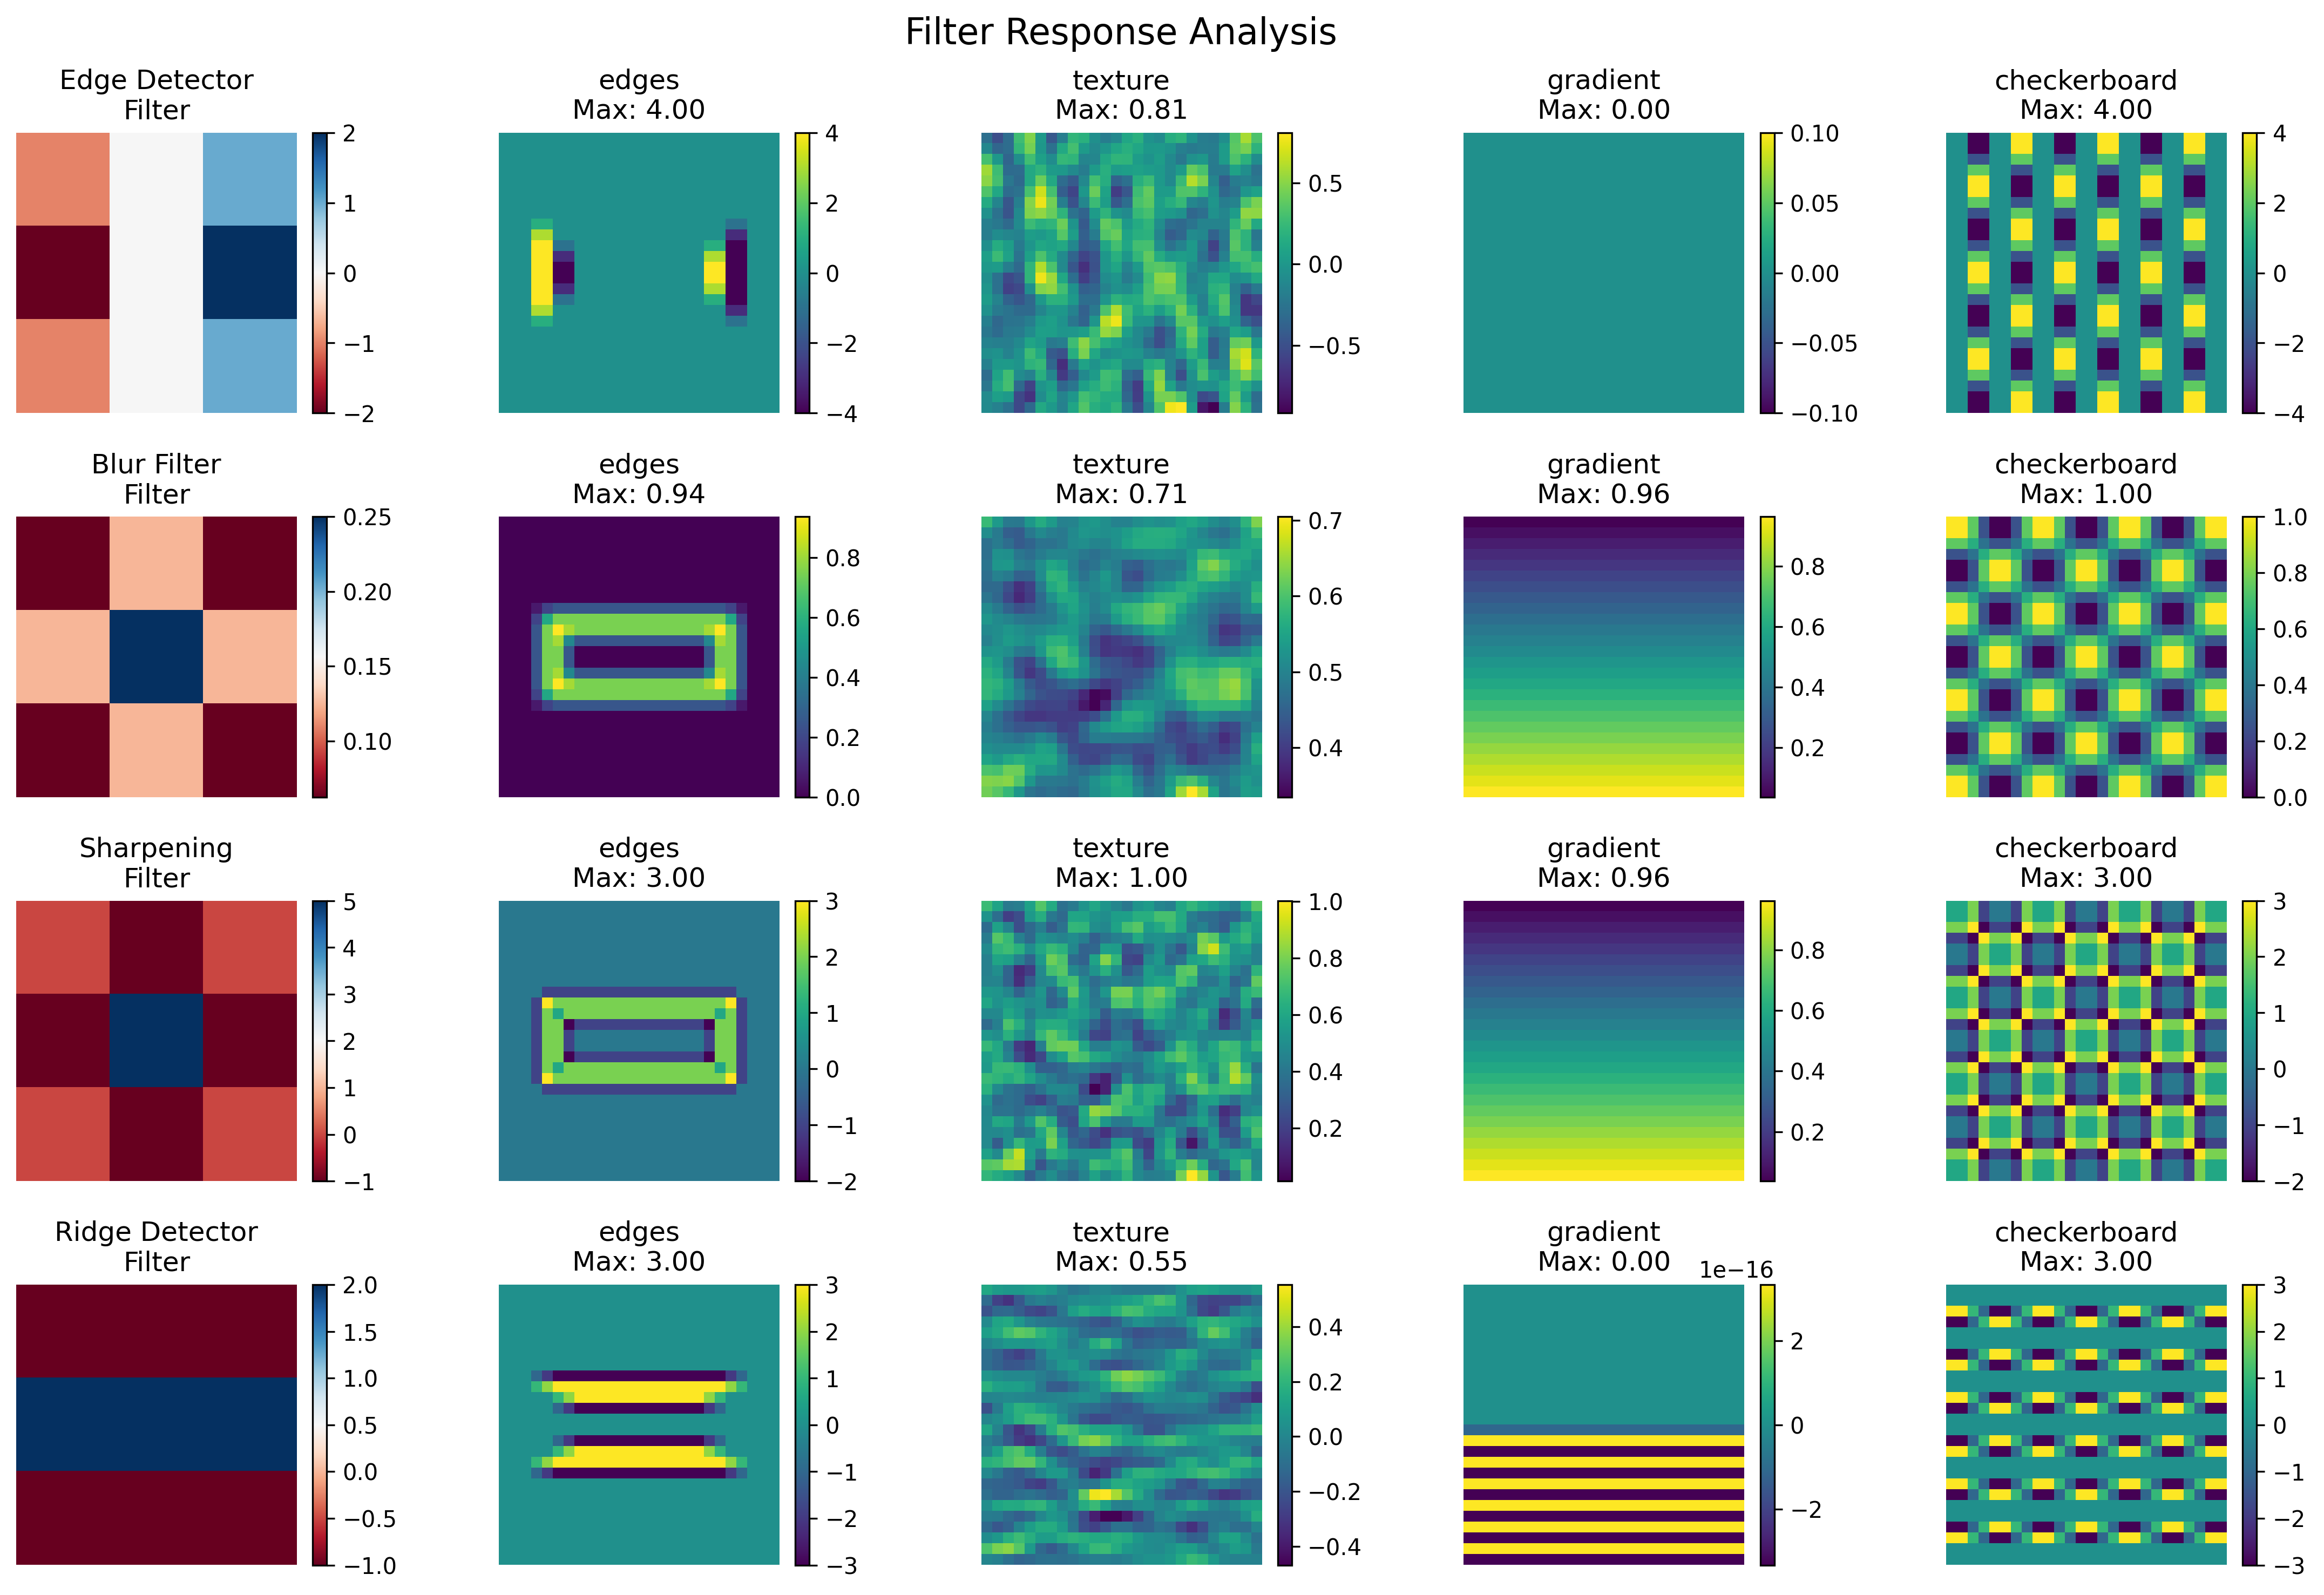 Filter Response Analysis
Edge Detector
Filter
2
1
0
−1
−2
edges
Max: 4.00
4
2
0
−2
−4
texture
Max: 0.81
0.5
0.0
−0.5
gradient
Max: 0.00
0.10
0.05
0.00
−0.05
−0.10
checkerboard
Max: 4.00
4
2
0
−2
−4
Blur Filter
Filter
0.25
0.20
0.15
0.10
edges
Max: 0.94
0.8
0.6
0.4
0.2
0.0
texture
Max: 0.71
0.7
0.6
0.5
0.4
gradient
Max: 0.96
0.8
0.6
0.4
0.2
checkerboard
Max: 1.00
1.0
0.8
0.6
0.4
0.2
0.0
Sharpening
Filter
5
4
3
2
1
0
−1
edges
Max: 3.00
3
2
1
0
−1
−2
texture
Max: 1.00
1.0
0.8
0.6
0.4
0.2
gradient
Max: 0.96
0.8
0.6
0.4
0.2
checkerboard
Max: 3.00
3
2
1
0
−1
−2
Ridge Detector
Filter
2.0
1.5
1.0
0.5
0.0
−0.5
−1.0
edges
Max: 3.00
3
2
1
0
−1
−2
−3
texture
Max: 0.55
0.4
0.2
0.0
−0.2
−0.4
gradient
Max: 0.00
1e−16
2
0
−2
checkerboard
Max: 3.00
3
2
1
0
−1
−2
−3